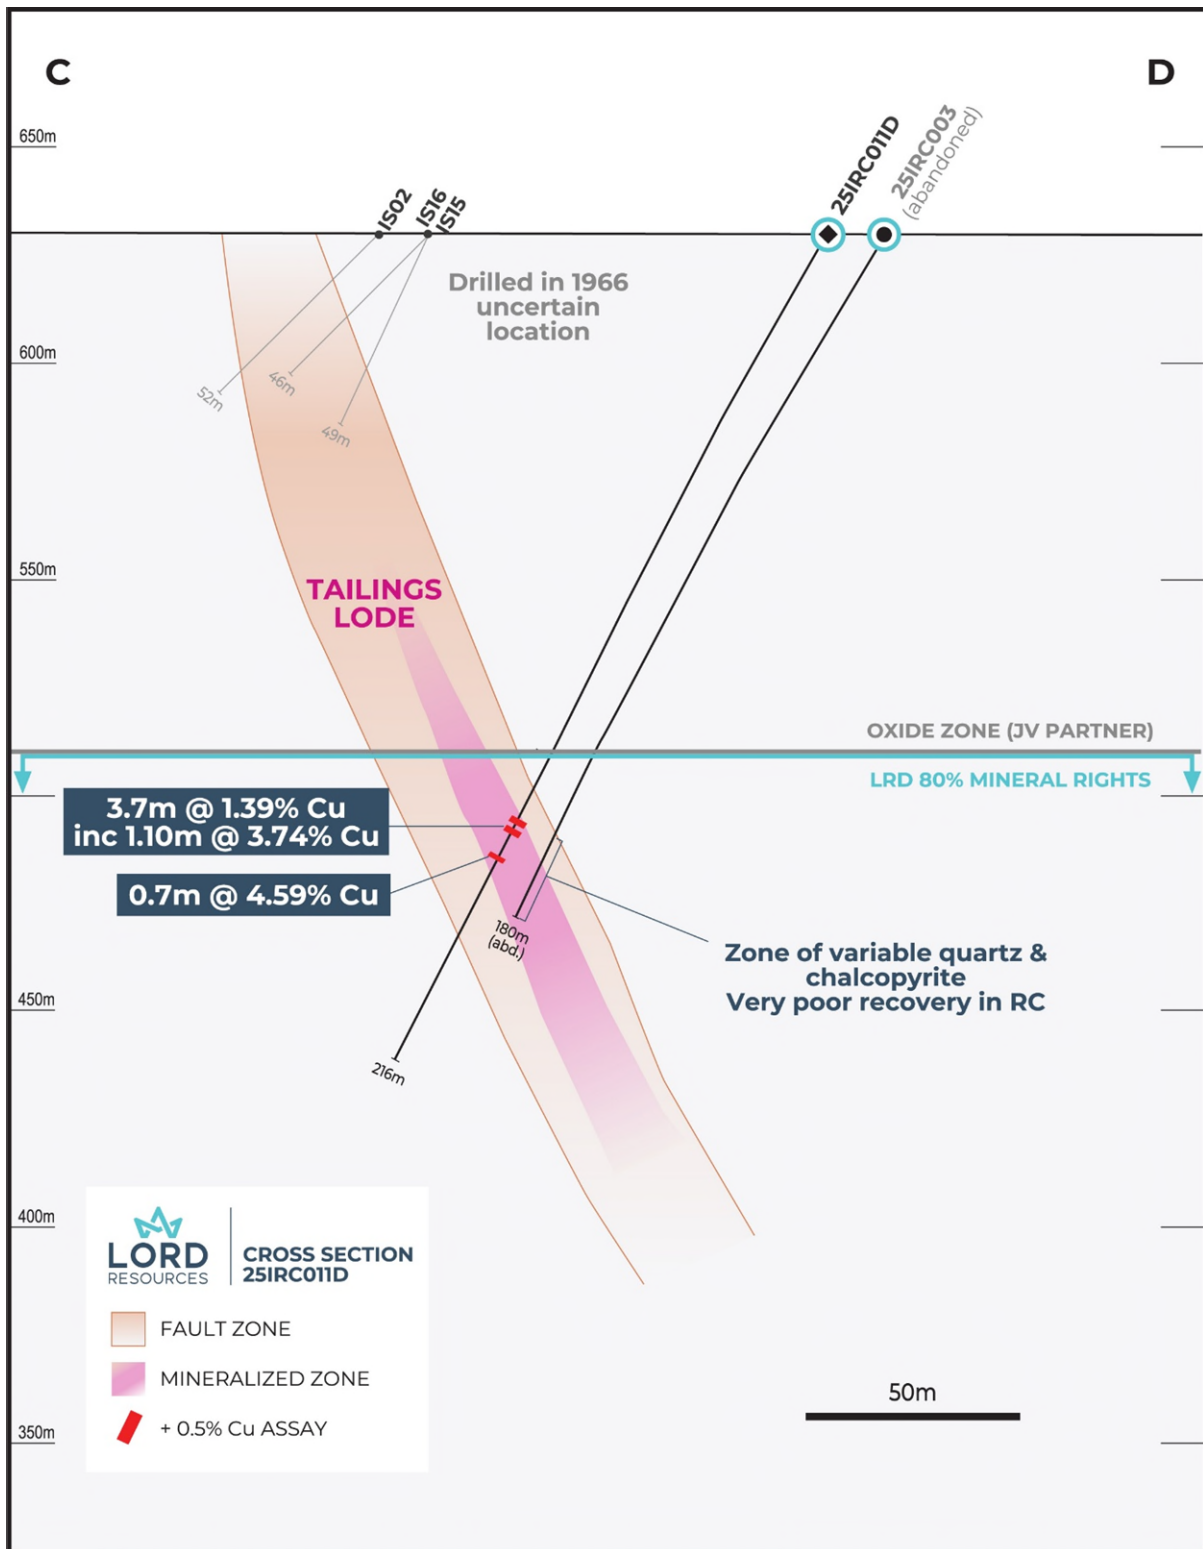 C
D
650m
IS02
IS16
IS15
25IRC011D
25IRC003
(abandoned)
Drilled in 1966
uncertain
location
600m
52m
46m
49m
550m
TAILINGS
LODE
OXIDE ZONE (JV PARTNER)
LRD 80% MINERAL RIGHTS
3.7m @ 1.39% Cu
inc 1.10m @ 3.74% Cu
0.7m @ 4.59% Cu
180m
(abd.)
Zone of variable quartz &
chalcopyrite
Very poor recovery in RC
450m
216m
400m
LORD
RESOURCES
CROSS SECTION
25IRC011D
FAULT ZONE
MINERALIZED ZONE
+ 0.5% Cu ASSAY
50m
350m